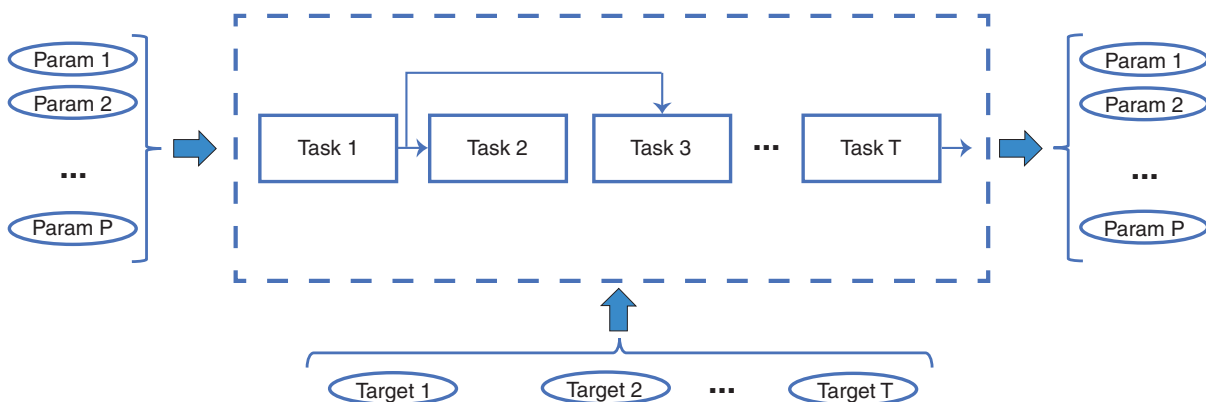 Param 1
Param 2
...
Param P
Task 1
Task 2
Task 3
...
Task T
Param 1
Param 2
...
Param P
Target 1
Target 2
...
Target T